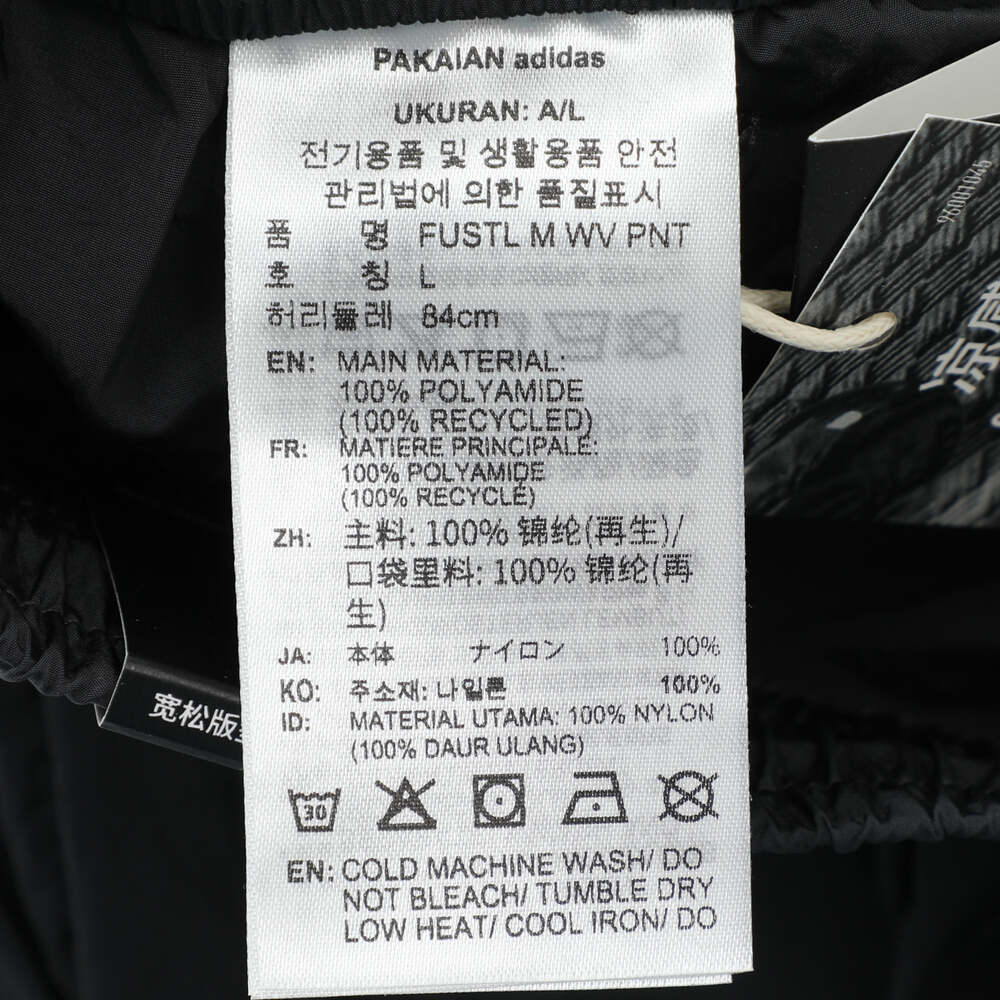 PAKAIAN adidas
UKURAN: A/L
전기용품 및 생활용품 안전
관리법에 의한 품질표시
품 명 FUSTL M WV PNT
호 칭 L
허리둘레 84cm
EN: MAIN MATERIAL:
100% POLYAMIDE
(100% RECYCLED)
FR: MATIERE PRINCIPALE:
100% POLYAMIDE
(100% RECYCLÉ)
ZH: 主料: 100% 锦纶(再生)/
口袋里料: 100% 锦纶(再
生)
JA: 本体 ナイロン 100%
KO: 주소재: 나일론 100%
ID: MATERIAL UTAMA: 100% NYLON
(100% DAUR ULANG)
30
EN: COLD MACHINE WASH/ DO
NOT BLEACH/ TUMBLE DRY
LOW HEAT/ COOL IRON/ DO
宽松版
96001045
凉感